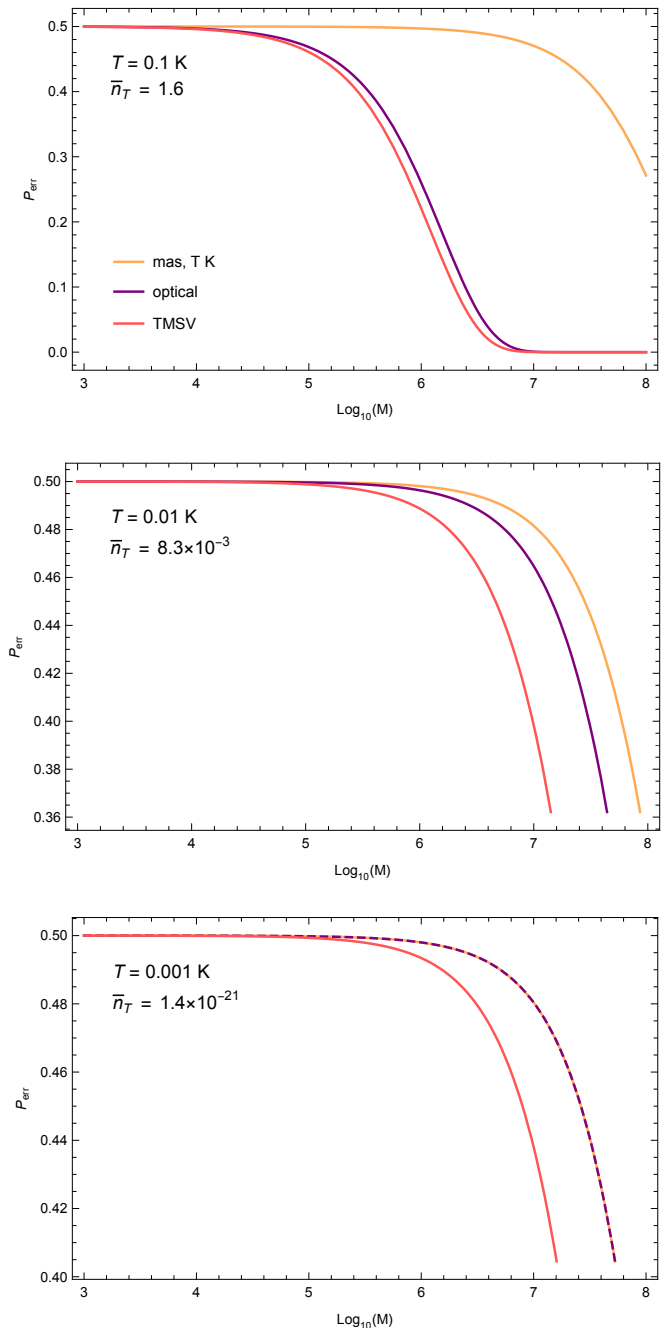 0.5
T = 0.1 K
n̄_T = 1.6
0.4
0.3
P_err
mas, T K
0.2
optical
TMSV
0.1
0.0
3 4 5 6 7 8
Log₁₀(M)
0.50
T = 0.01 K
0.48
n̄_T = 8.3×10⁻³
0.46
0.44
P_err
0.42
0.40
0.38
0.36
3 4 5 6 7 8
Log₁₀(M)
0.50
T = 0.001 K
n̄_T = 1.4×10⁻²¹
0.48
0.46
P_err
0.44
0.42
0.40
3 4 5 6 7 8
Log₁₀(M)